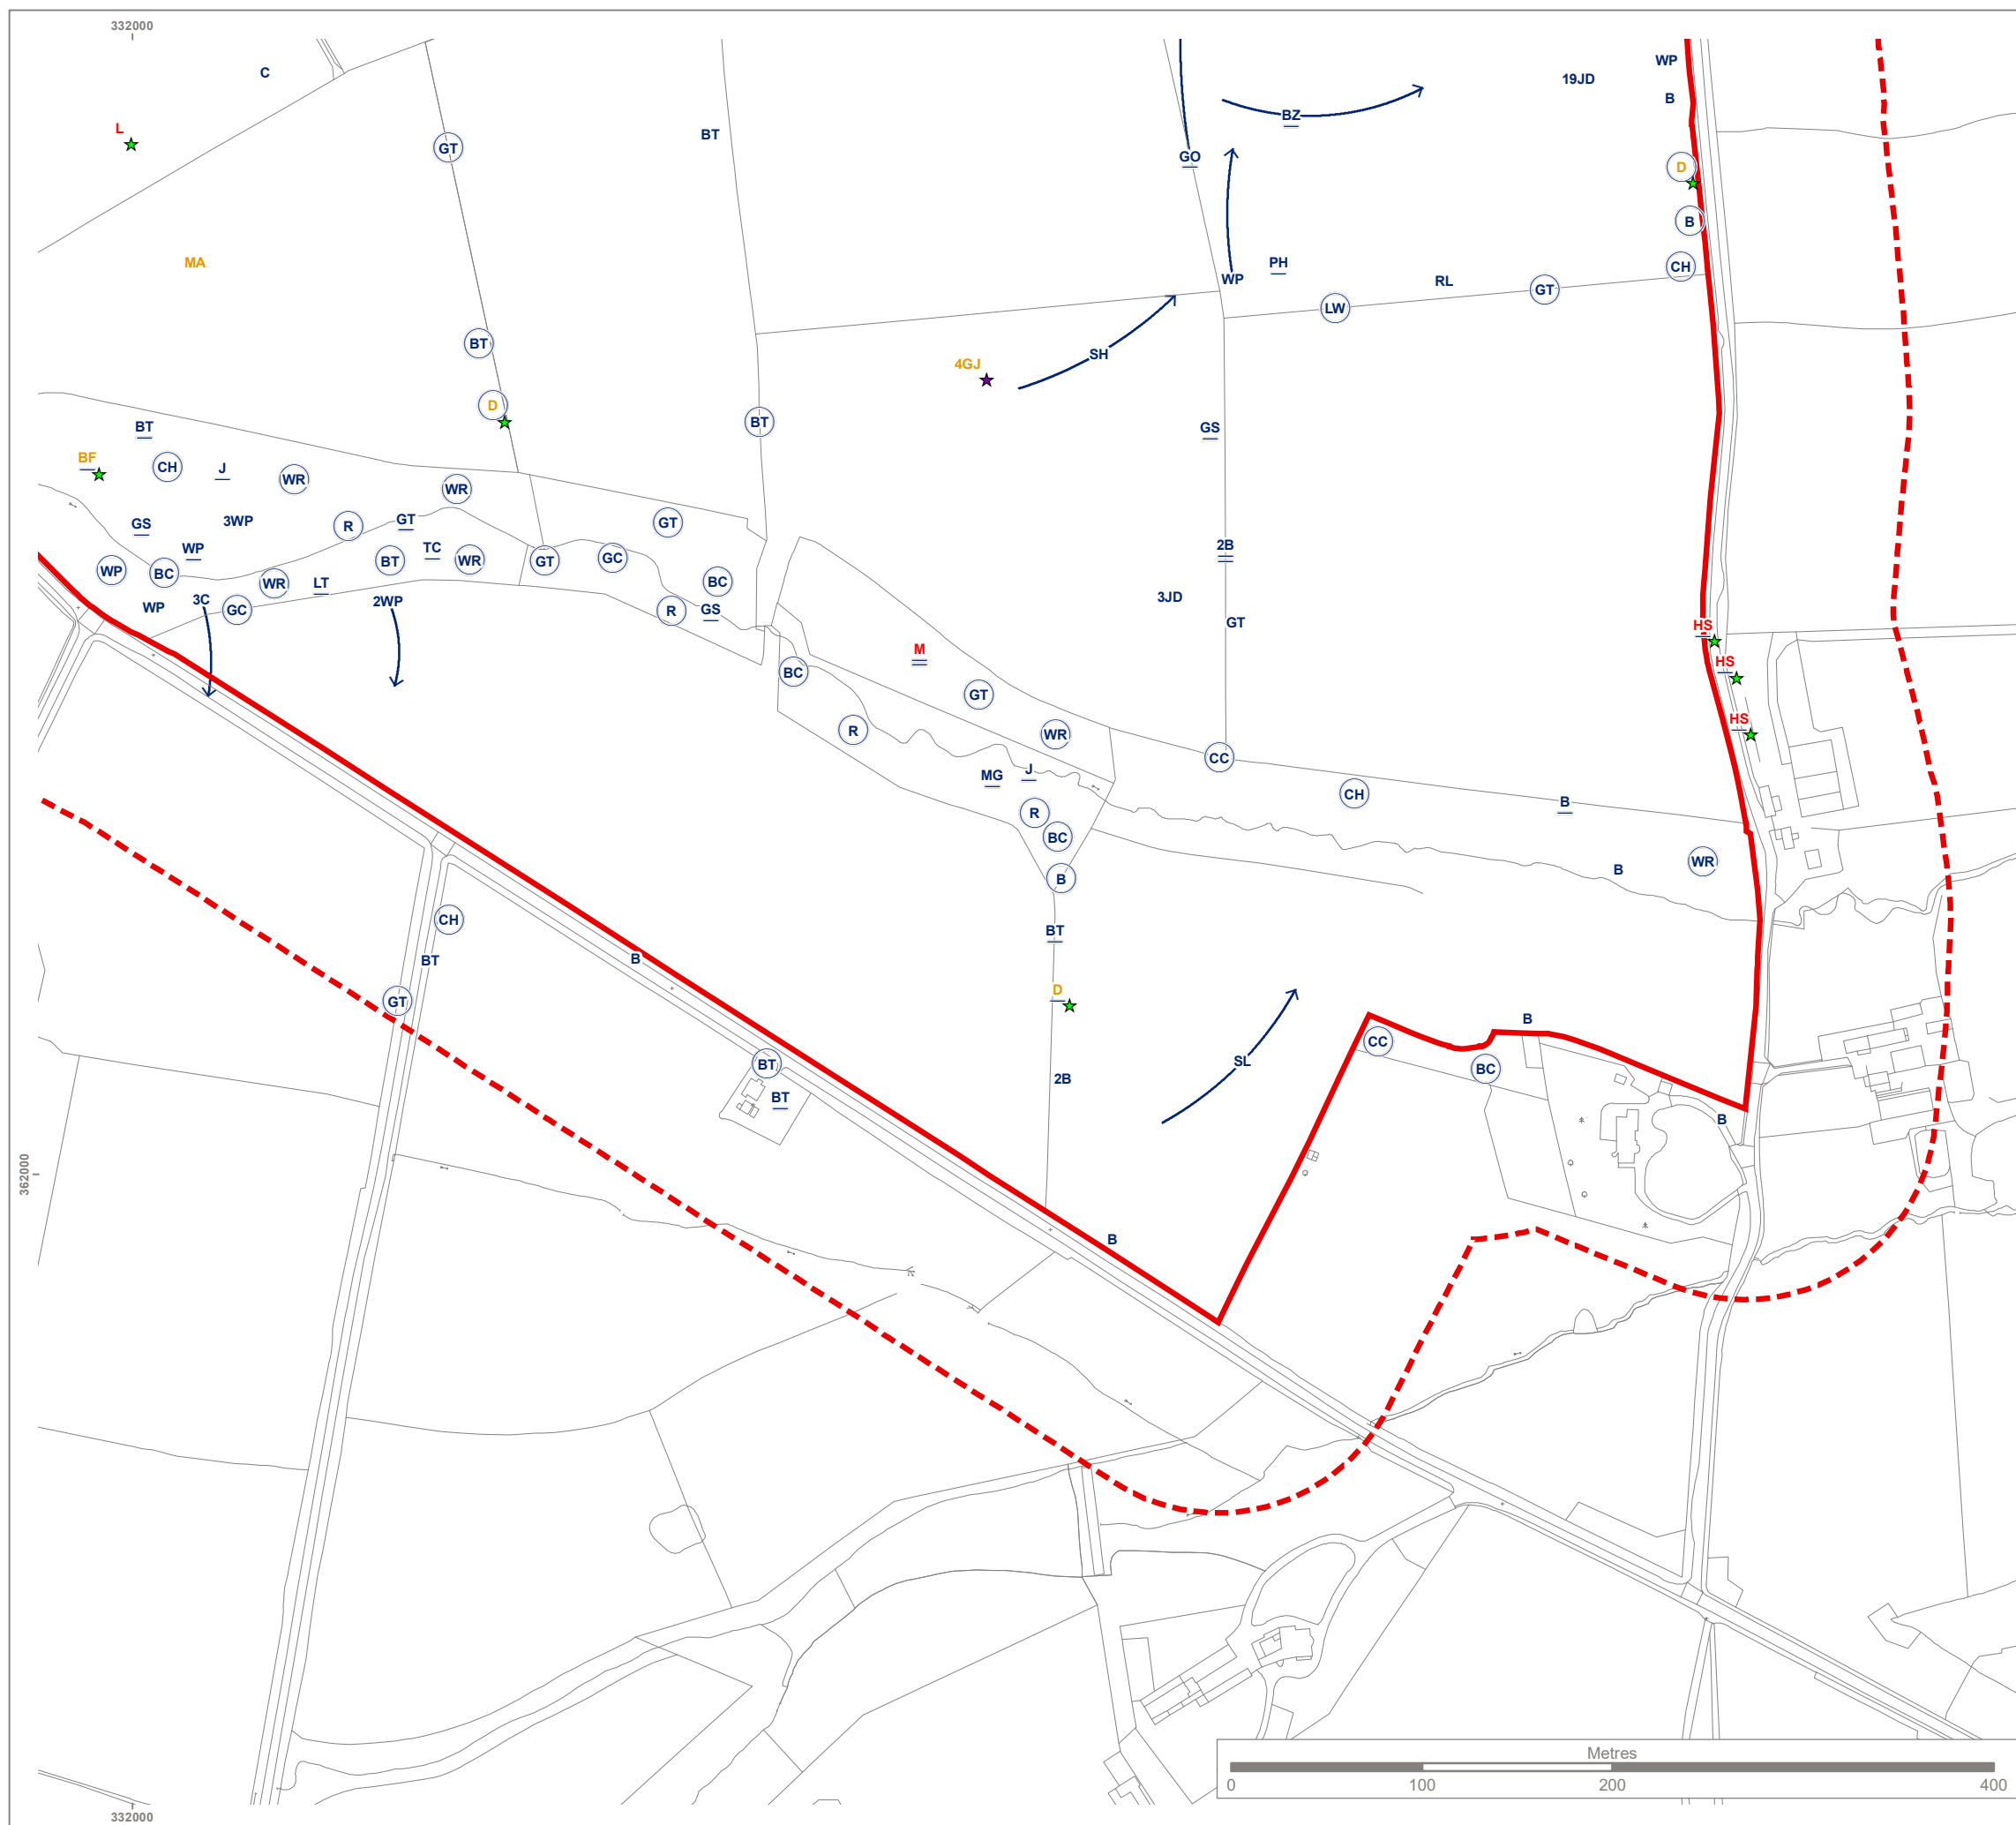 332000
C
WP
19JD
B
BZ
L
BT
GT
GO
D
B
MA
PH
CH
WP
RL
GT
LW
BT
SH
4GJ
D
BT
BT
GS
BF
CH
J
WR
WR
GS
3WP
R
GT
GT
2B
WP
BT
TC
WR
GT
GC
WP
BC
WR
LT
BC
3JD
WP
3C
GC
2WP
R
GS
GT
HS
M
HS
BC
GT
HS
R
WR
CC
MG
J
CH
B
R
BC
WR
B
B
CH
BT
B
BT
D
GT
B
CC
BT
SL
BC
2B
BT
B
362000
B
Metres
0
100
200
400
332000